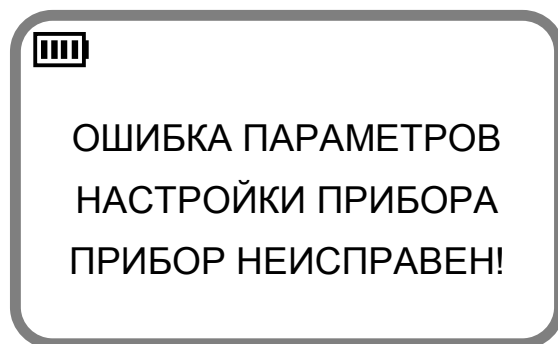 ОШИБКА ПАРАМЕТРОВ
НАСТРОЙКИ ПРИБОРА
ПРИБОР НЕИСПРАВЕН!